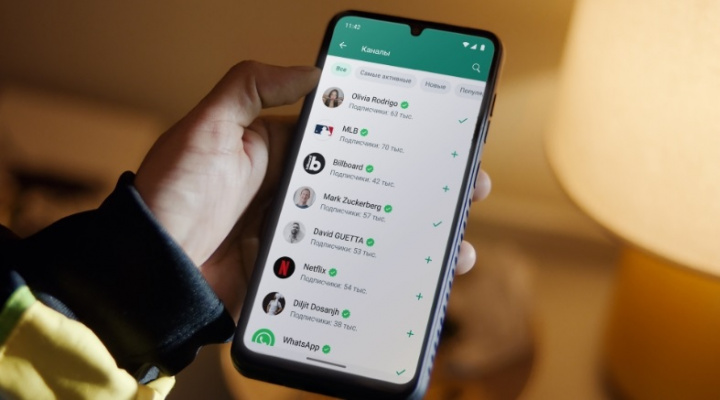 11:42
Каналы
Все Самые активные Новые Популя
Olivia Rodrigo
Подписчики: 63 тыс.
MLB
Подписчики: 70 тыс.
Billboard
Подписчики: 42 тыс.
Mark Zuckerberg
Подписчики: 57 тыс.
David GUETTA
Подписчики: 53 тыс.
Netflix
Подписчики: 54 тыс.
Diljit Dosanjh
Подписчики: 38 тыс.
WhatsApp